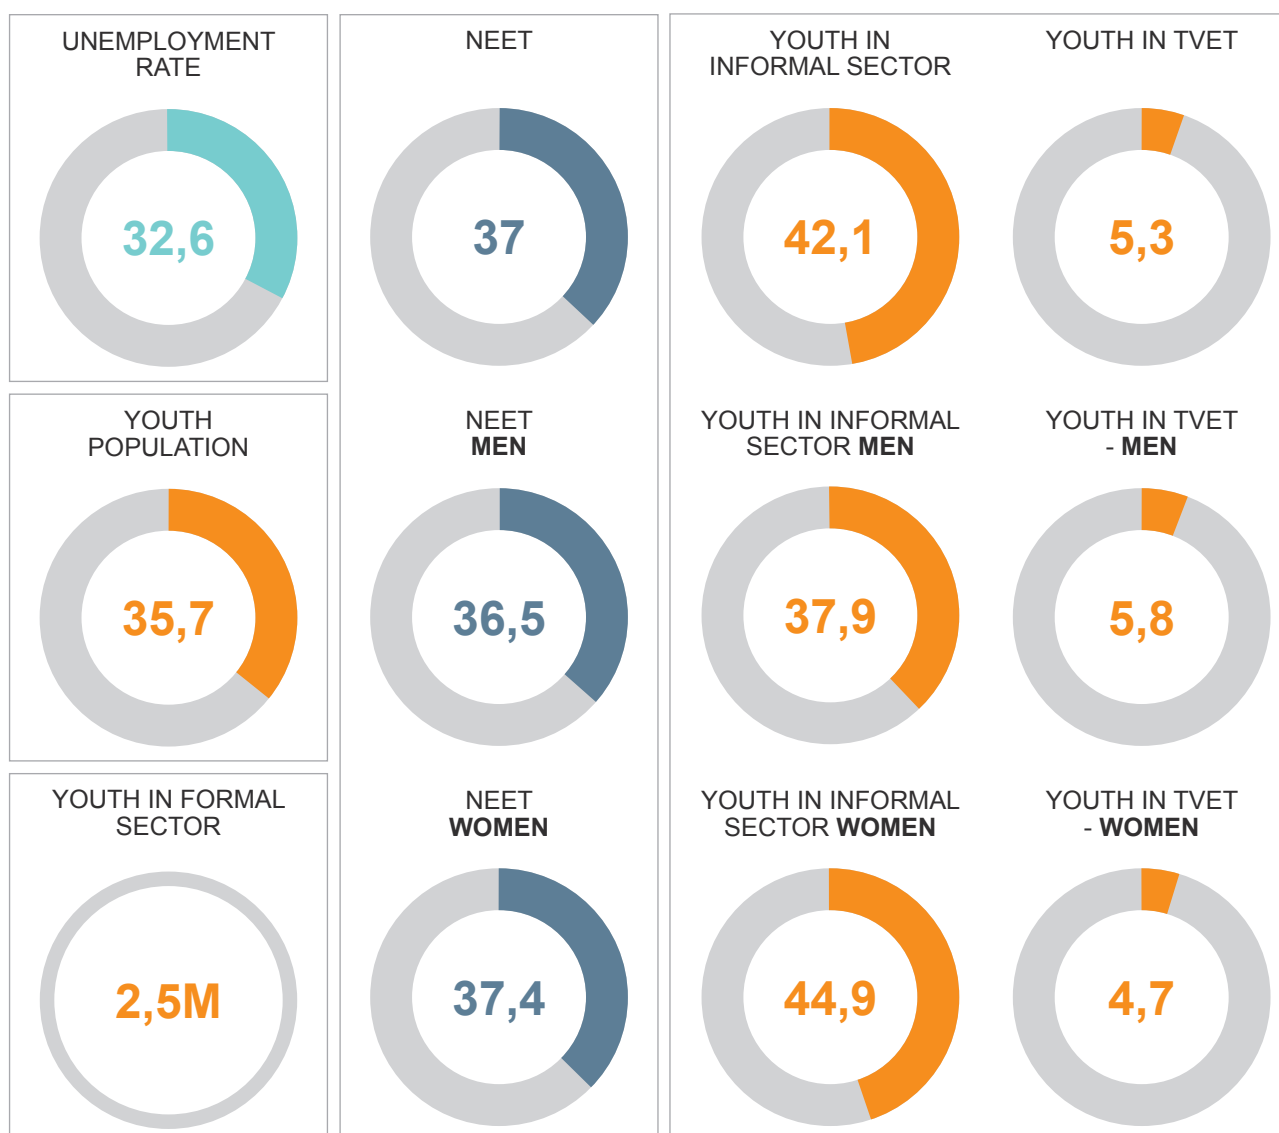 UNEMPLOYMENT
RATE
32,6
NEET
37
YOUTH IN
INFORMAL SECTOR
42,1
YOUTH IN TVET
5,3
YOUTH
POPULATION
35,7
NEET
MEN
36,5
YOUTH IN INFORMAL
SECTOR MEN
37,9
YOUTH IN TVET
- MEN
5,8
YOUTH IN FORMAL
SECTOR
2,5M
NEET
WOMEN
37,4
YOUTH IN INFORMAL
SECTOR WOMEN
44,9
YOUTH IN TVET
- WOMEN
4,7